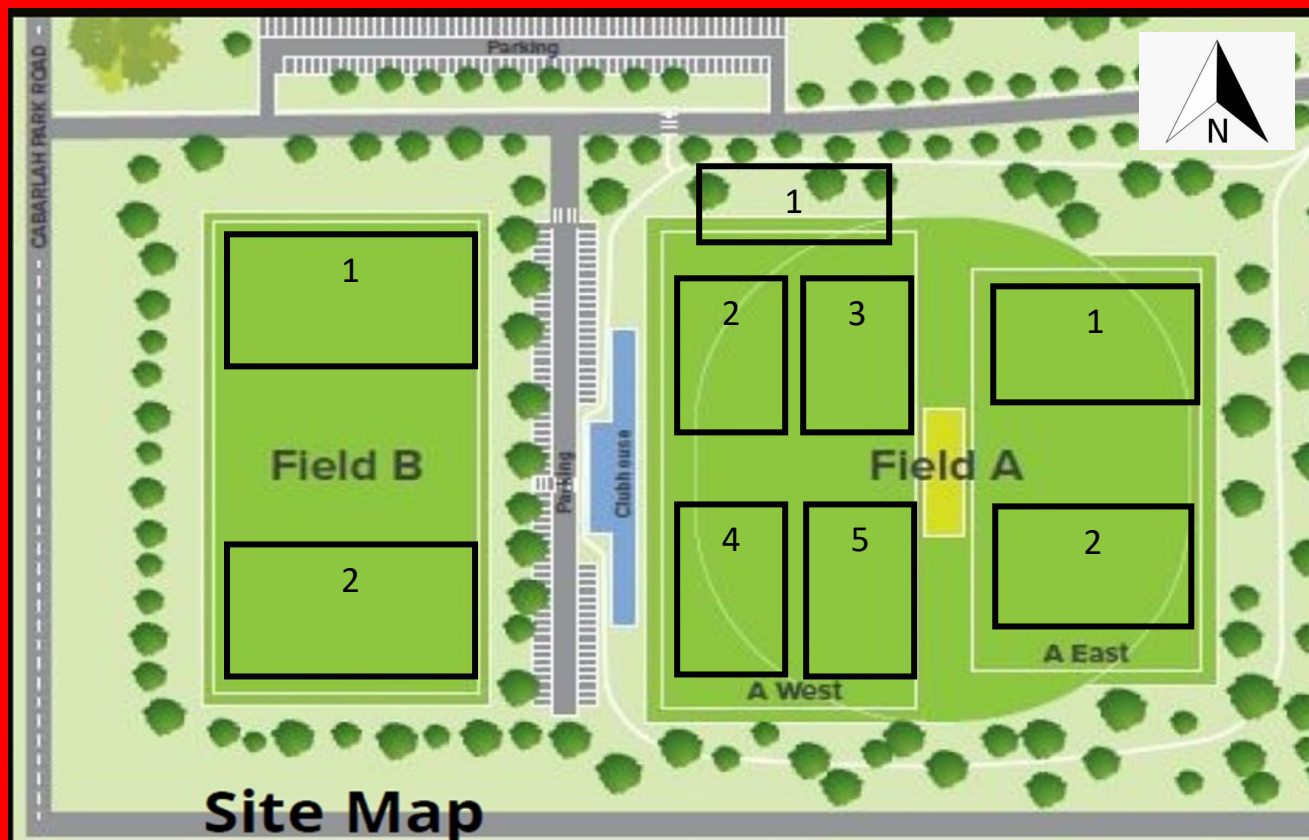 Parking
CABARLAH PARK ROAD
N
1
1
2
3
1
Field B
Field A
Parking
Clubhouse
2
4
5
2
A East
A West
Site Map